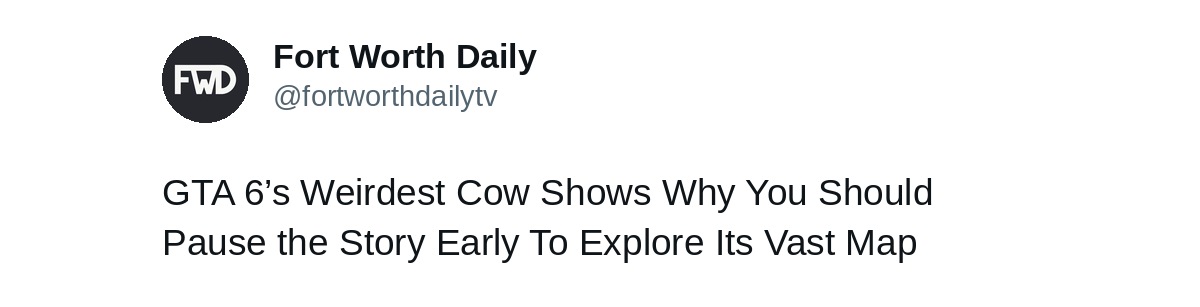 FWD
Fort Worth Daily
@fortworthdailytv
GTA 6’s Weirdest Cow Shows Why You Should
Pause the Story Early To Explore Its Vast Map